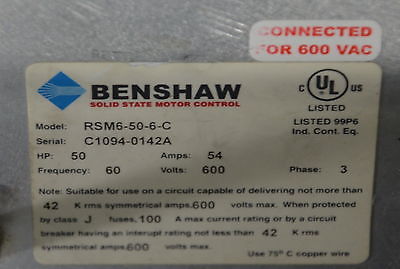 CONNECTED
FOR 600 VAC
BENSHAW
SOLID STATE MOTOR CONTROL
C UL US
LISTED
Model: RSM6-50-6-C
LISTED 99P6
Serial: C1094-0142A
Ind. Cont. Eq.
HP: 50 Amps: 54
Frequency: 60 Volts: 600 Phase: 3
Note: Suitable for use on a circuit capable of delivering not more than
42 K rms symmetrical amps. 600 volts max. When protected
by class J fuses, 100 A max current rating or by a circuit
breaker having an interupt rating not less than 42 K rms
symmetrical amps 600 volts max.
Use 75° C copper wire